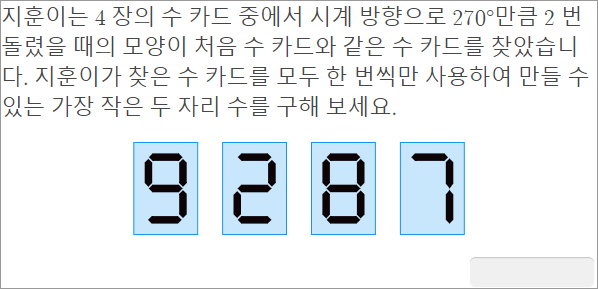 지훈이는 4 장의 수 카드 중에서 시계 방향으로 270°만큼 2 번
돌렸을 때의 모양이 처음 수 카드와 같은 수 카드를 찾았습니
다. 지훈이가 찾은 수 카드를 모두 한 번씩만 사용하여 만들 수
있는 가장 작은 두 자리 수를 구해 보세요.
9 2 8 7